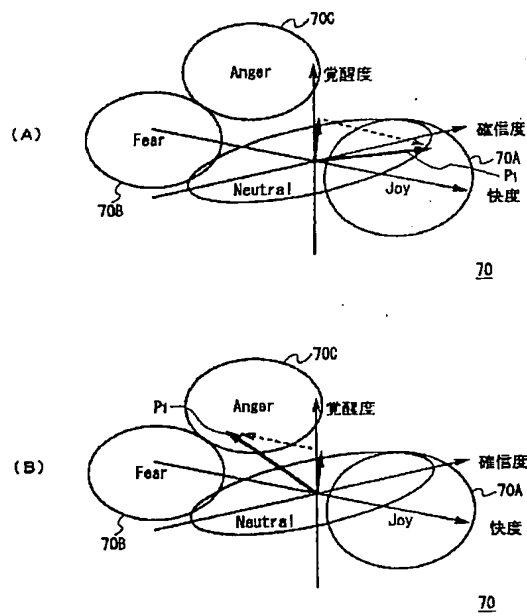 70C
Anger
覚醒度
(A)
Fear
確信度
70A
P1
Neutral
Joy
快度
70B
70
70C
P1
Anger
覚醒度
(B)
Fear
確信度
70A
Neutral
Joy
快度
70B
70